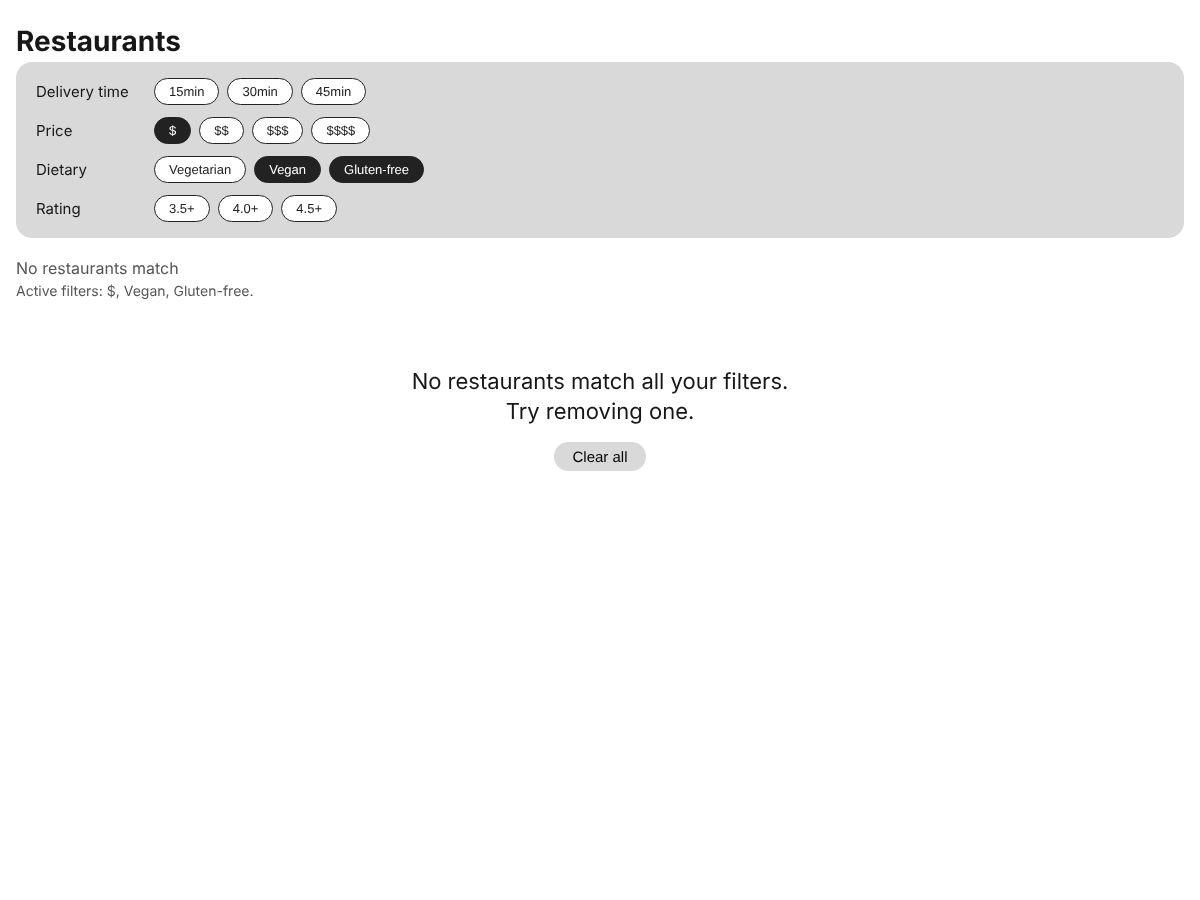 Restaurants
Delivery time 15min 30min 45min
Price $ $$ $$$ $$$$
Dietary Vegetarian Vegan Gluten-free
Rating 3.5+ 4.0+ 4.5+
No restaurants match
Active filters: $, Vegan, Gluten-free.
No restaurants match all your filters.
Try removing one.
Clear all